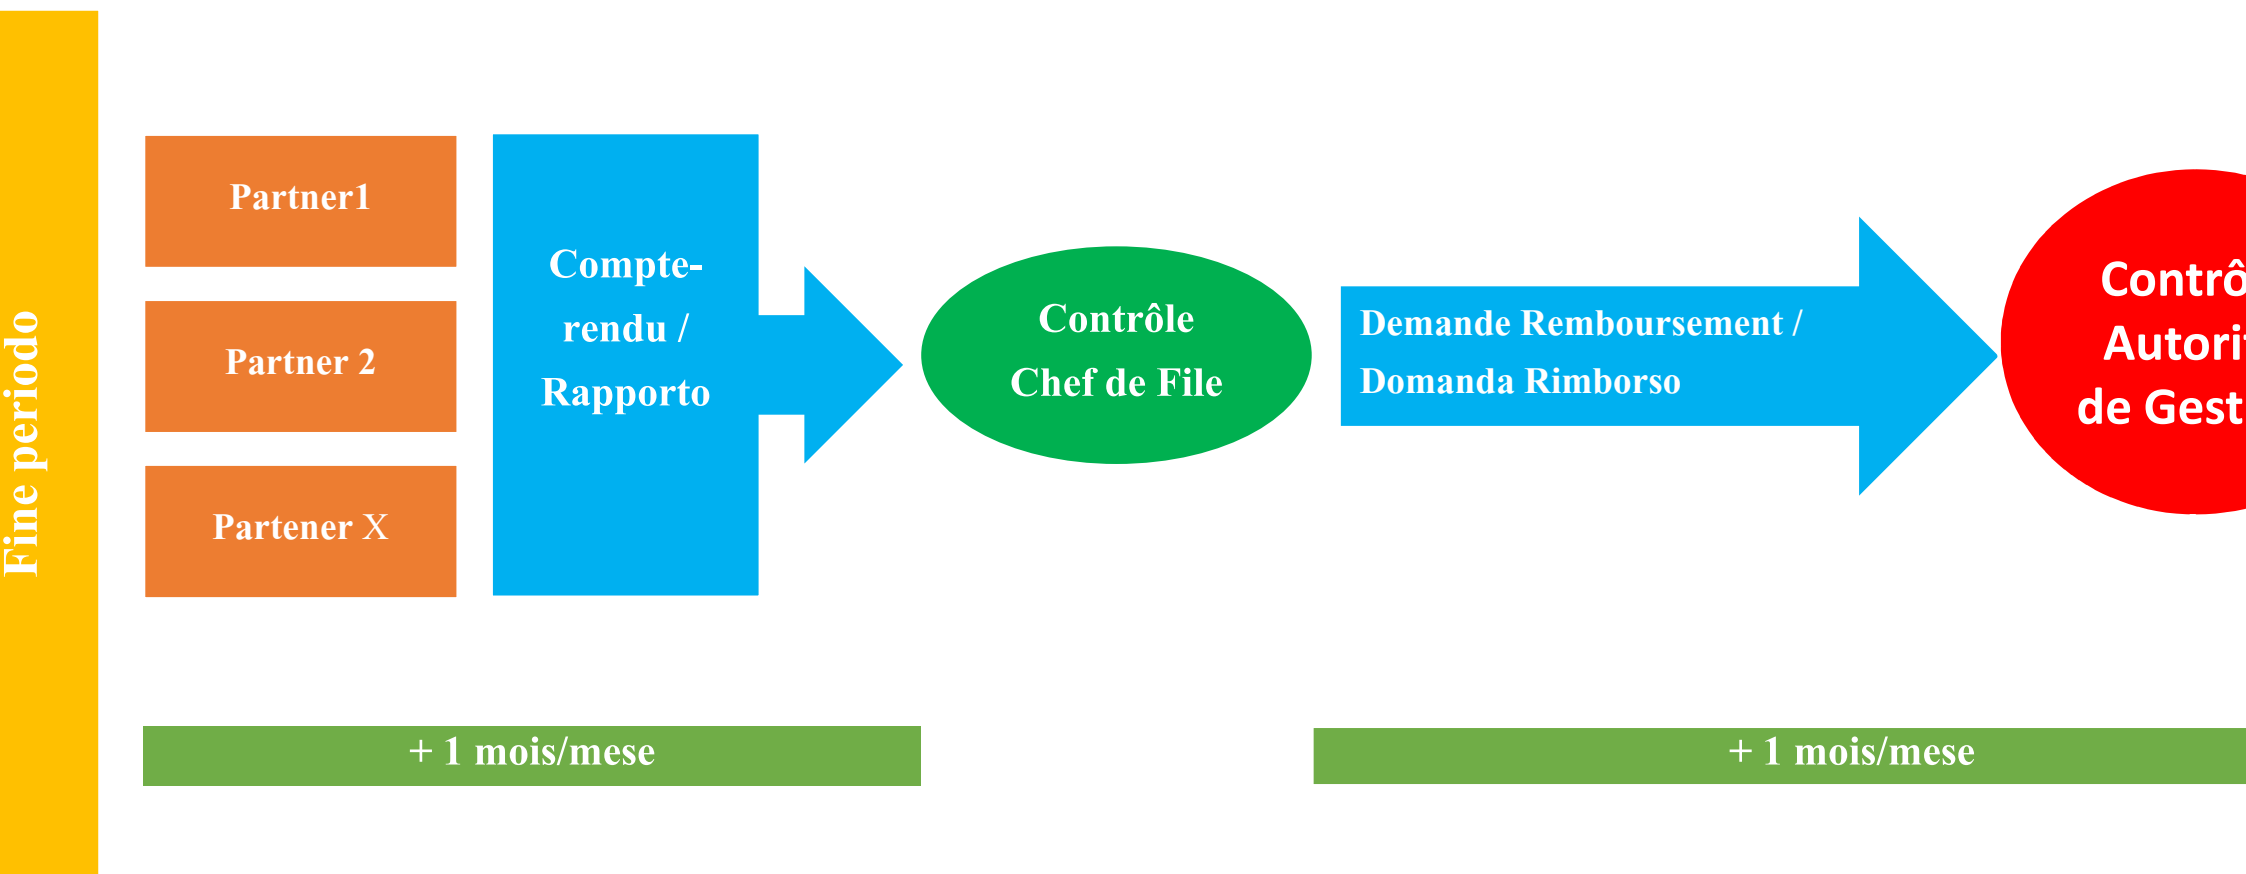 Fine periodo
Partner1
Partner 2
Partener X
Compte-
rendu /
Rapporto
Contrôle
Chef de File
Demande Remboursement /
Domanda Rimborso
de
+ 1 mois/mese
+ 1 mois/mese